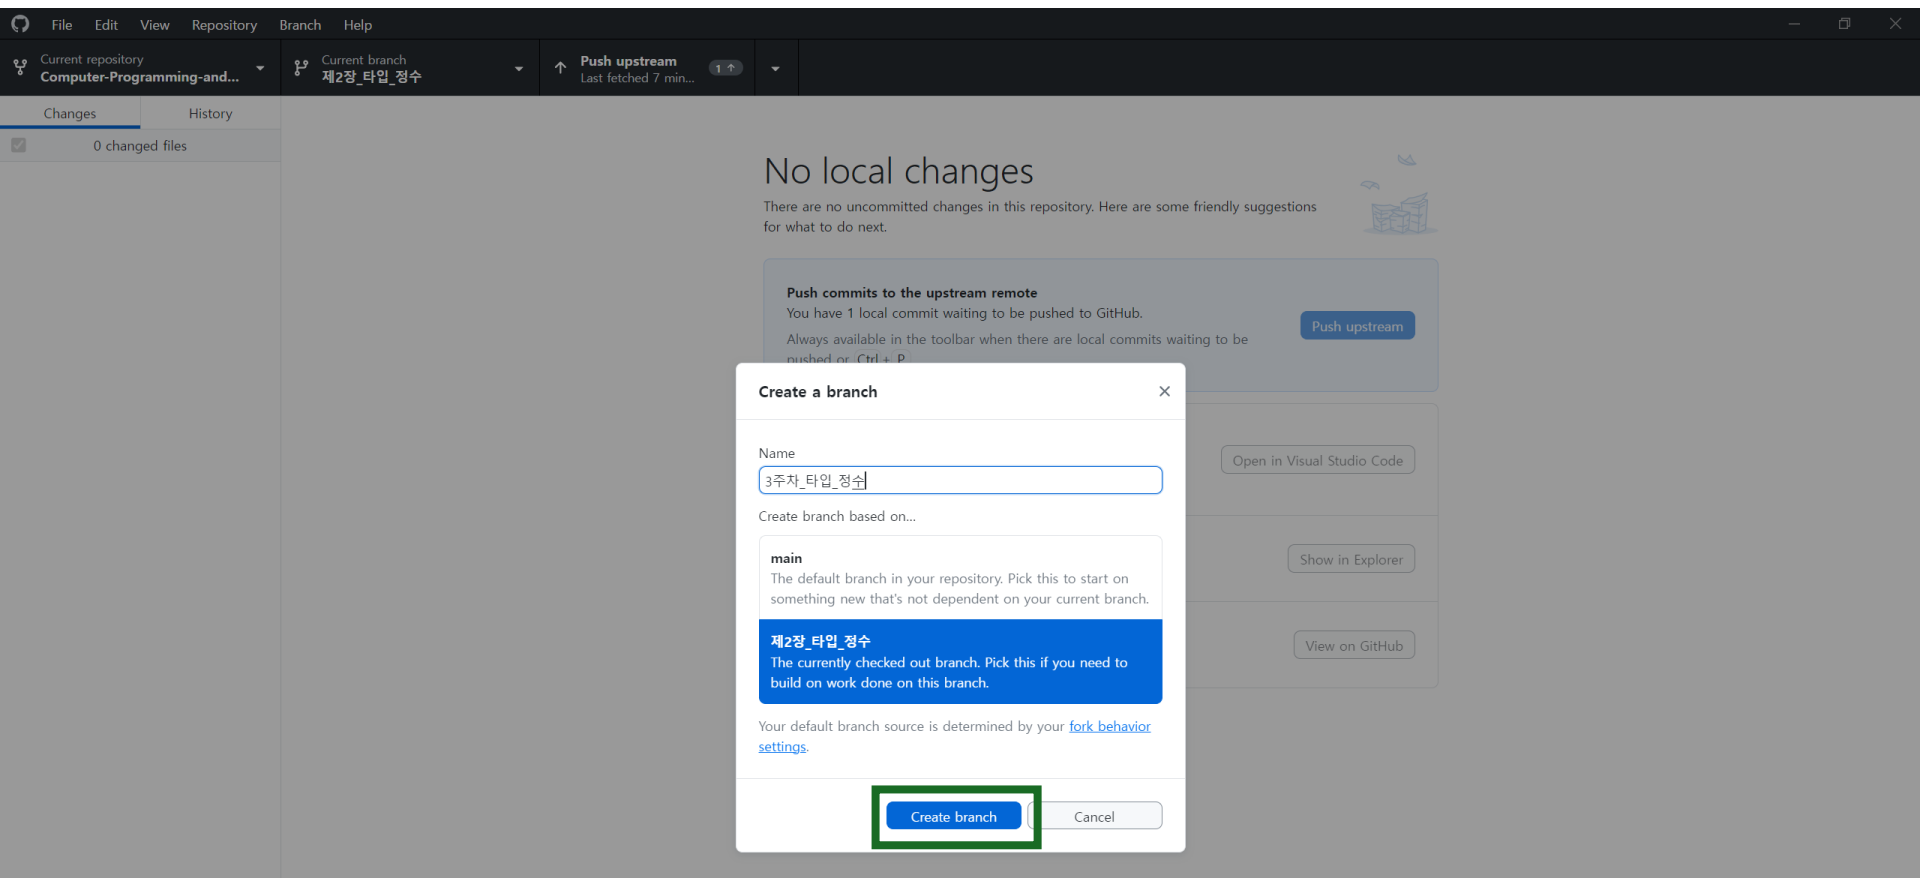 File Edit View Repository Branch Help
Current repository
Computer-Programming-and...
Current branch
제2장_타입_정수
Push upstream
Last fetched 7 min...
1
Changes History
0 changed files
No local changes
There are no uncommitted changes in this repository. Here are some friendly suggestions
for what to do next.
Push commits to the upstream remote
You have 1 local commit waiting to be pushed to GitHub.
Always available in the toolbar when there are local commits waiting to be
pushed or Ctrl + P
Push upstream
Open in Visual Studio Code
Show in Explorer
View on GitHub
Create a branch
Name
3주차_타입_정수
Create branch based on...
main
The default branch in your repository. Pick this to start on
something new that's not dependent on your current branch.
제2장_타입_정수
The currently checked out branch. Pick this if you need to
build on work done on this branch.
Your default branch source is determined by your fork behavior
settings.
Create branch Cancel